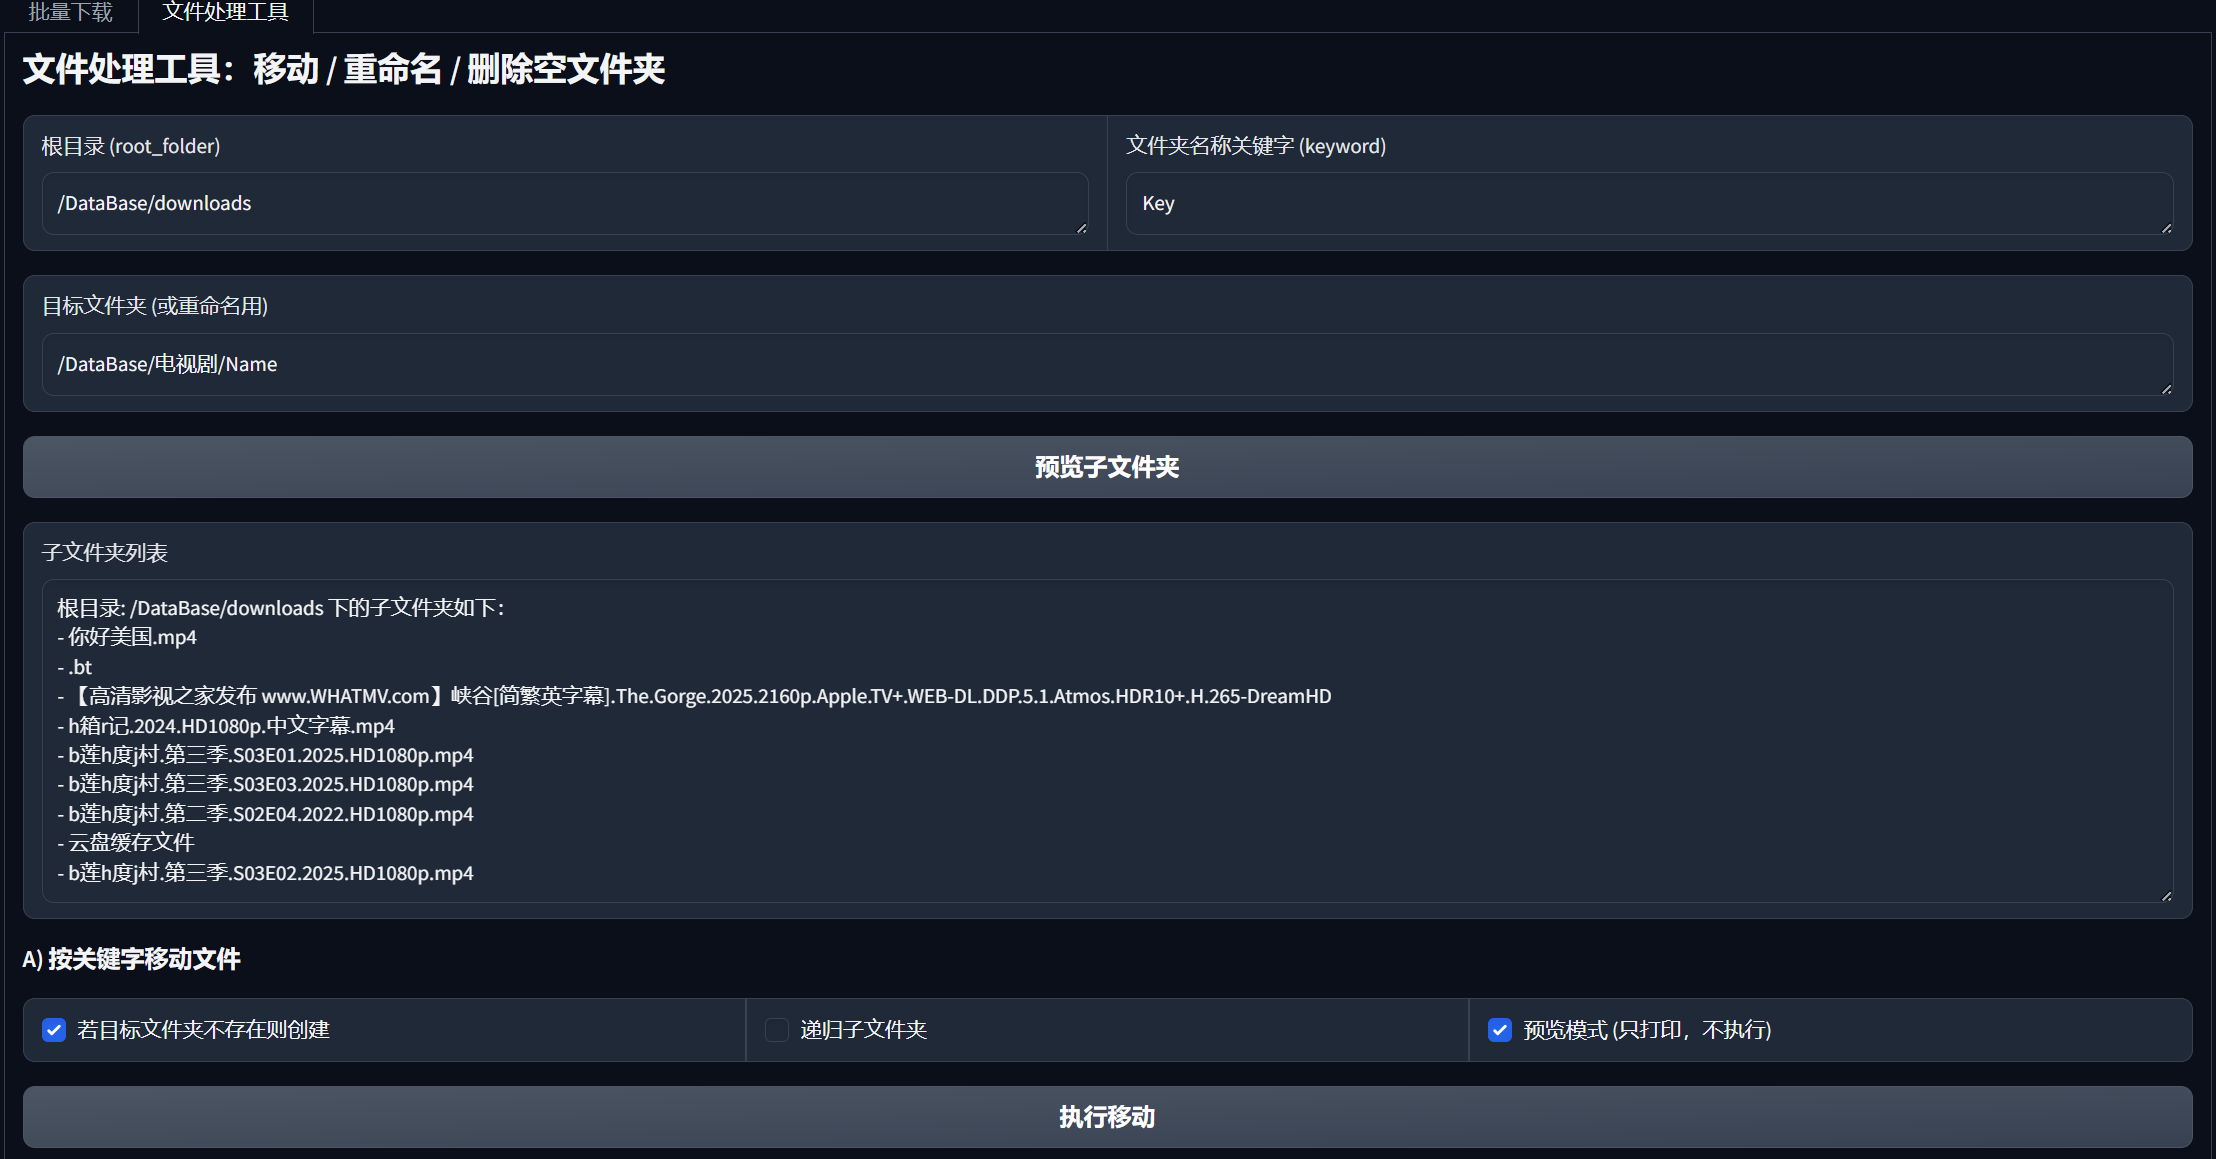 批量下载
文件处理工具
文件处理工具：移动 / 重命名 / 删除空文件夹
根目录 (root_folder)
文件夹名称关键字 (keyword)
/DataBase/downloads
Key
目标文件夹 (或重命名用)
/DataBase/电视剧/Name
预览子文件夹
子文件夹列表
根目录: /DataBase/downloads 下的子文件夹如下：
- 你好美国.mp4
- .bt
- 【高清影视之家发布 www.WHATMV.com】峡谷[简繁英字幕].The.Gorge.2025.2160p.Apple.TV+.WEB-DL.DDP.5.1.Atmos.HDR10+.H.265-DreamHD
- h箱r记.2024.HD1080p.中文字幕.mp4
- b莲h度j村.第三季.S03E01.2025.HD1080p.mp4
- b莲h度j村.第三季.S03E03.2025.HD1080p.mp4
- b莲h度j村.第二季.S02E04.2022.HD1080p.mp4
- 云盘缓存文件
- b莲h度j村.第三季.S03E02.2025.HD1080p.mp4
A) 按关键字移动文件
若目标文件夹不存在则创建
递归子文件夹
预览模式 (只打印，不执行)
执行移动